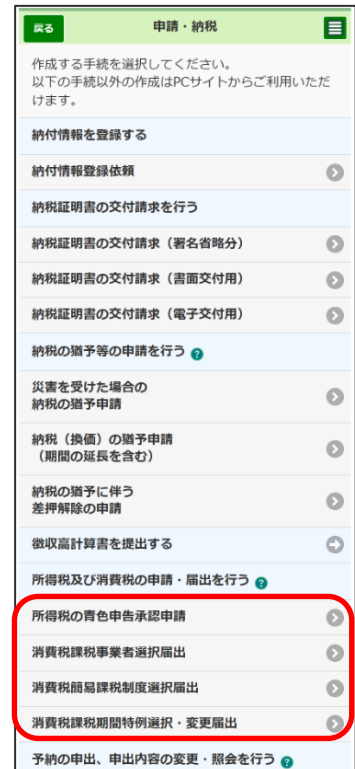 戻る
申請・納税
作成する手続を選択してください。
以下の手続以外の作成はPCサイトからご利用いただ
けます。
納付情報を登録する
納付情報登録依頼
納税証明書の交付請求を行う
納税証明書の交付請求（署名省略分）
納税証明書の交付請求（書面交付用）
納税証明書の交付請求（電子交付用）
納税の猶予等の申請を行う ?
災害を受けた場合の
納税の猶予申請
納税（換価）の猶予申請
（期間の延長を含む）
納税の猶予に伴う
差押解除の申請
徴収高計算書を提出する
所得税及び消費税の申請・届出を行う ?
所得税の青色申告承認申請
消費税課税事業者選択届出
消費税簡易課税制度選択届出
消費税課税期間特例選択・変更届出
予納の申出、申出内容の変更・照会を行う ?